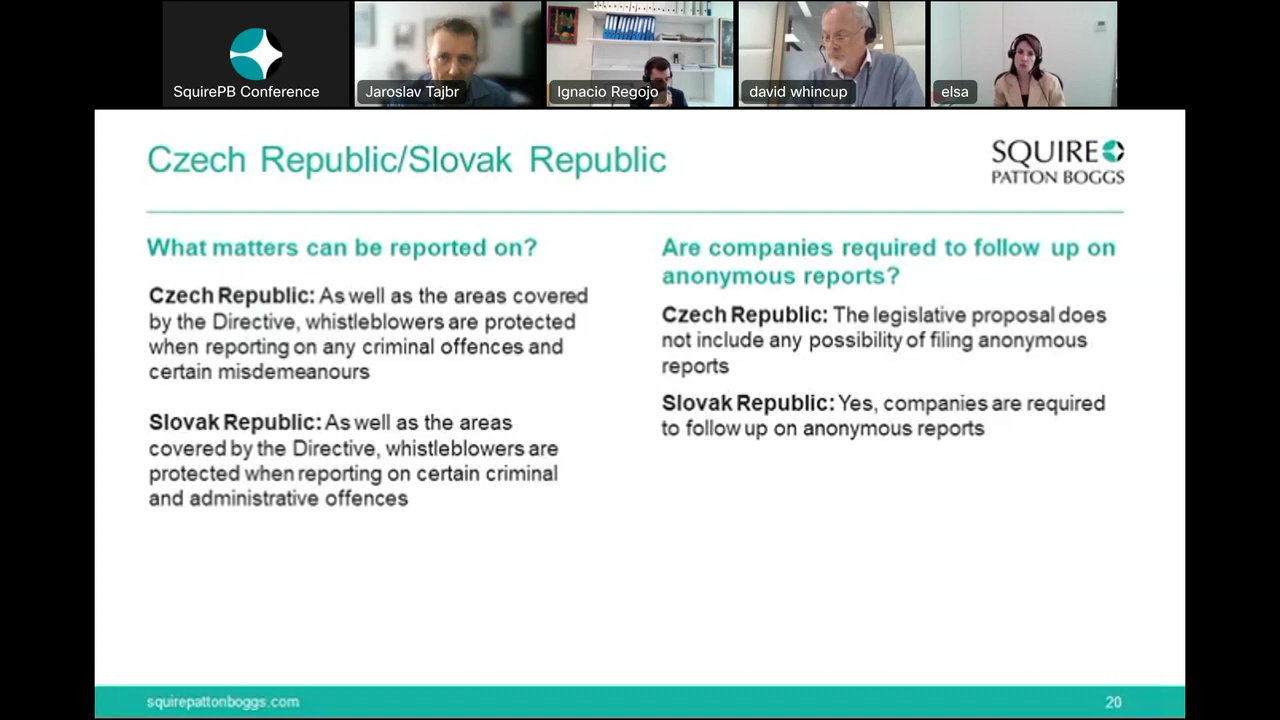 SquirePB Conference
Jaroslav Tajbr
Ignacio Regojo
david whincup
elsa
Czech Republic/Slovak Republic
SQUIRE
PATTON BOGGS
What matters can be reported on?
Czech Republic: As well as the areas covered
by the Directive, whistleblowers are protected
when reporting on any criminal offences and
certain misdemeanours
Slovak Republic: As well as the areas
covered by the Directive, whistleblowers are
protected when reporting on certain criminal
and administrative offences
Are companies required to follow up on
anonymous reports?
Czech Republic: The legislative proposal does
not include any possibility of filing anonymous
reports
Slovak Republic: Yes, companies are required
to follow up on anonymous reports
squirepattonboggs.com
20